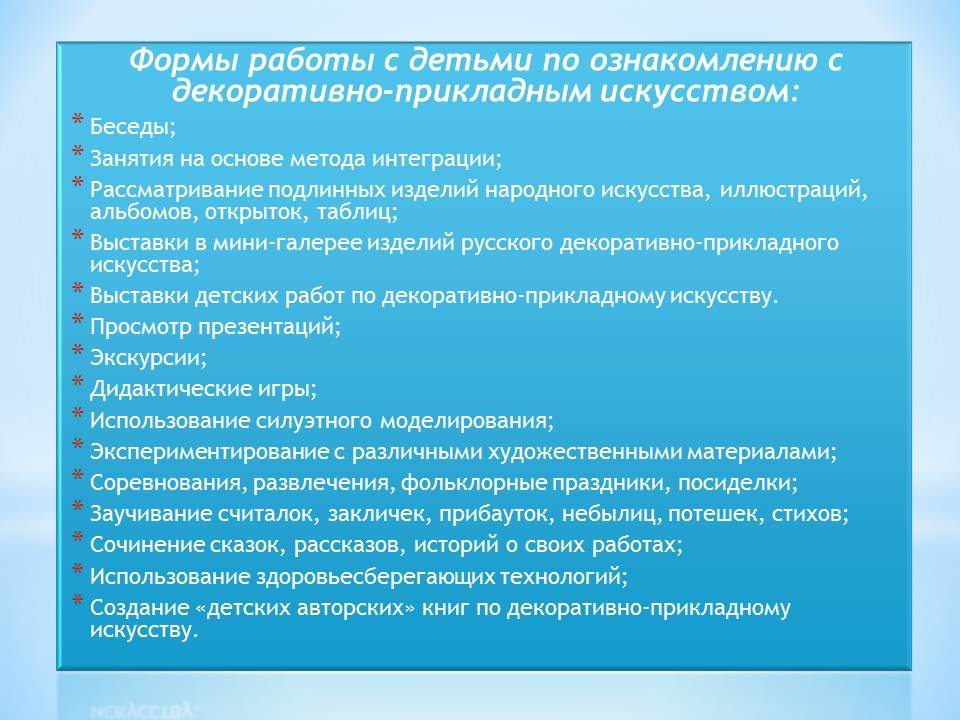 Формы работы с детьми по ознакомлению с
декоративно-прикладным искусством:
* Беседы;
* Занятия на основе метода интеграции;
* Рассматривание подлинных изделий народного искусства, иллюстраций,
альбомов, открыток, таблиц;
* Выставки в мини-галерее изделий русского декоративно-прикладного
искусства;
* Выставки детских работ по декоративно-прикладному искусству.
* Просмотр презентаций;
* Экскурсии;
* Дидактические игры;
* Использование силуэтного моделирования;
* Экспериментирование с различными художественными материалами;
* Соревнования, развлечения, фольклорные праздники, посиделки;
* Заучивание считалок, закличек, прибауток, небылиц, потешек, стихов;
* Сочинение сказок, рассказов, историй о своих работах;
* Использование здоровьесберегающих технологий;
* Создание «детских авторских» книг по декоративно-прикладному
искусству.